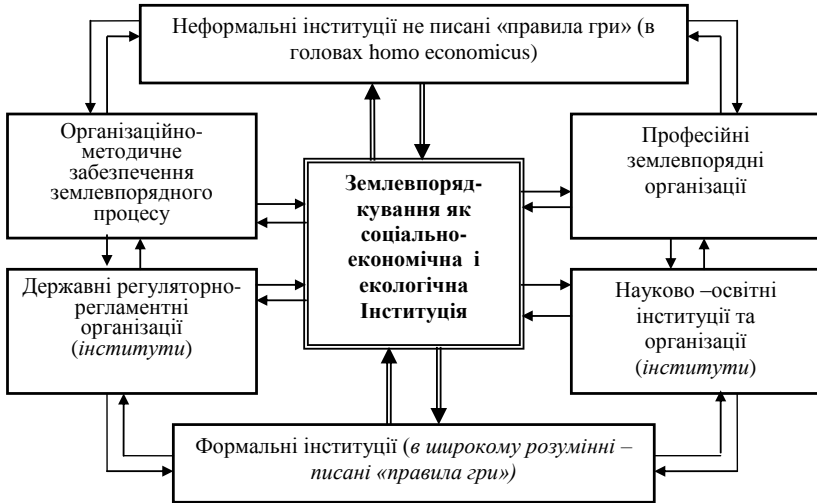 Неформальні інституції не писані «правила гри» (в
головах homo economicus)
Організаційно-
методичне
забезпечення
землевпорядного
процесу
Професійні
землевпорядні
організації
Землевпоряд-
кування як
соціально-
економічна і
екологічна
Інституція
Державні регуляторно-
регламентні
організації
(інститути)
Науково –освітні
інституції та
організації
(інститути)
Формальні інституції (в широкому розумінні –
писані «правила гри»)